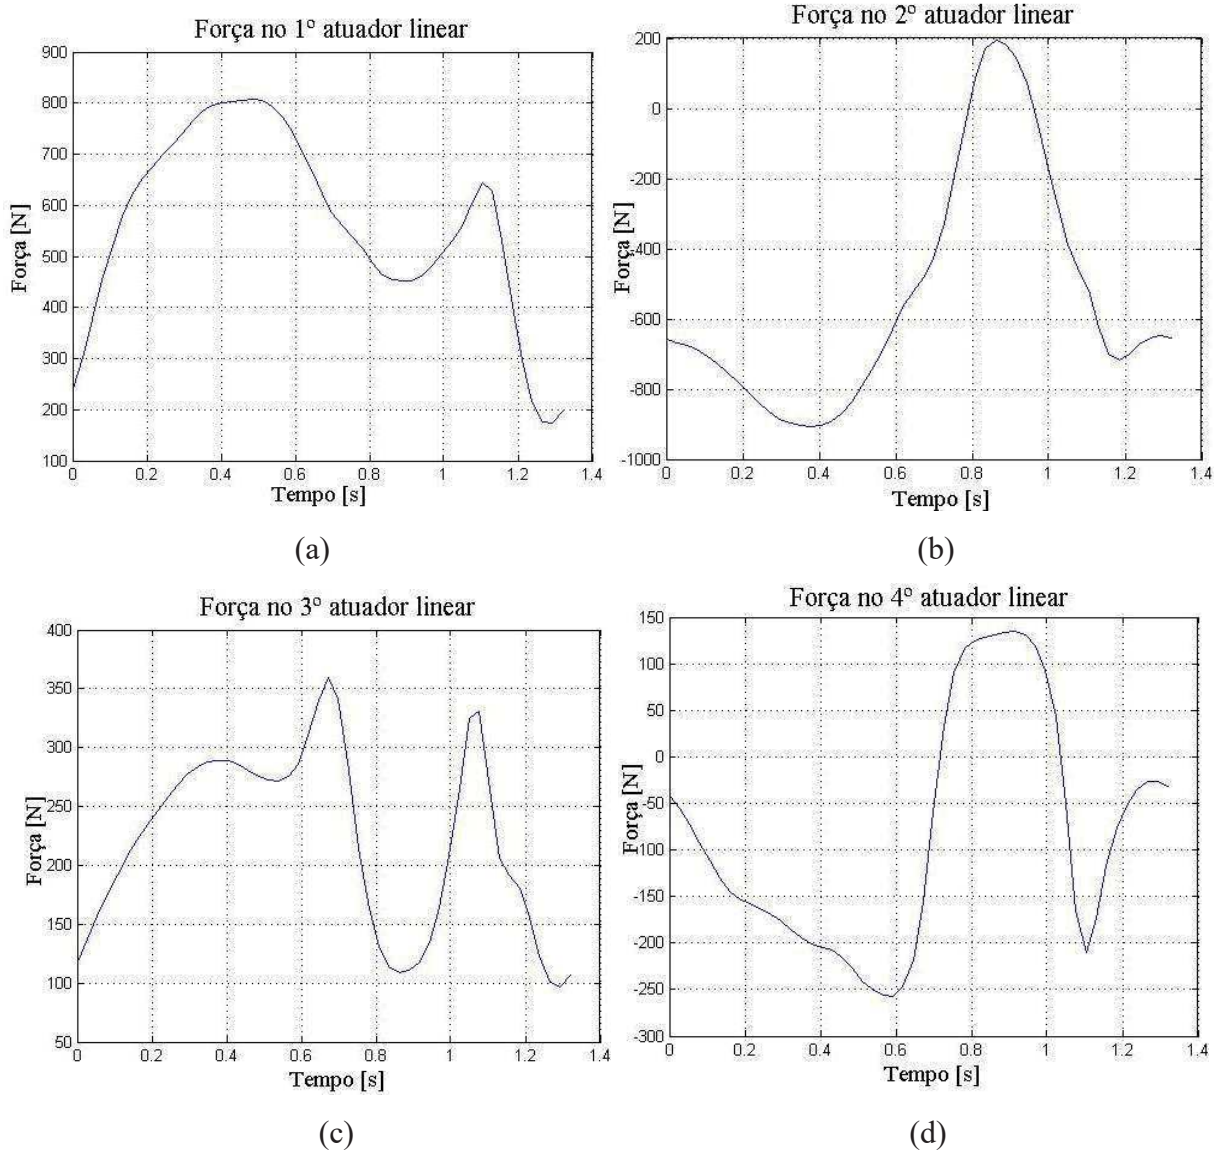 Força no 1º atuador linear
900
800
700
600
500
400
300
200
100
Força [N]
0 0.2 0.4 0.6 0.8 1 1.2 1.4
Tempo [s]
(a)
Força no 2º atuador linear
200
0
-200
-400
-600
-800
-1000
Força [N]
0 0.2 0.4 0.6 0.8 1 1.2 1.4
Tempo [s]
(b)
Força no 3º atuador linear
400
350
300
250
200
150
100
50
Força [N]
0 0.2 0.4 0.6 0.8 1 1.2 1.4
Tempo [s]
(c)
Força no 4º atuador linear
150
100
50
0
-50
-100
-150
-200
-250
-300
Força [N]
0 0.2 0.4 0.6 0.8 1 1.2 1.4
Tempo [s]
(d)